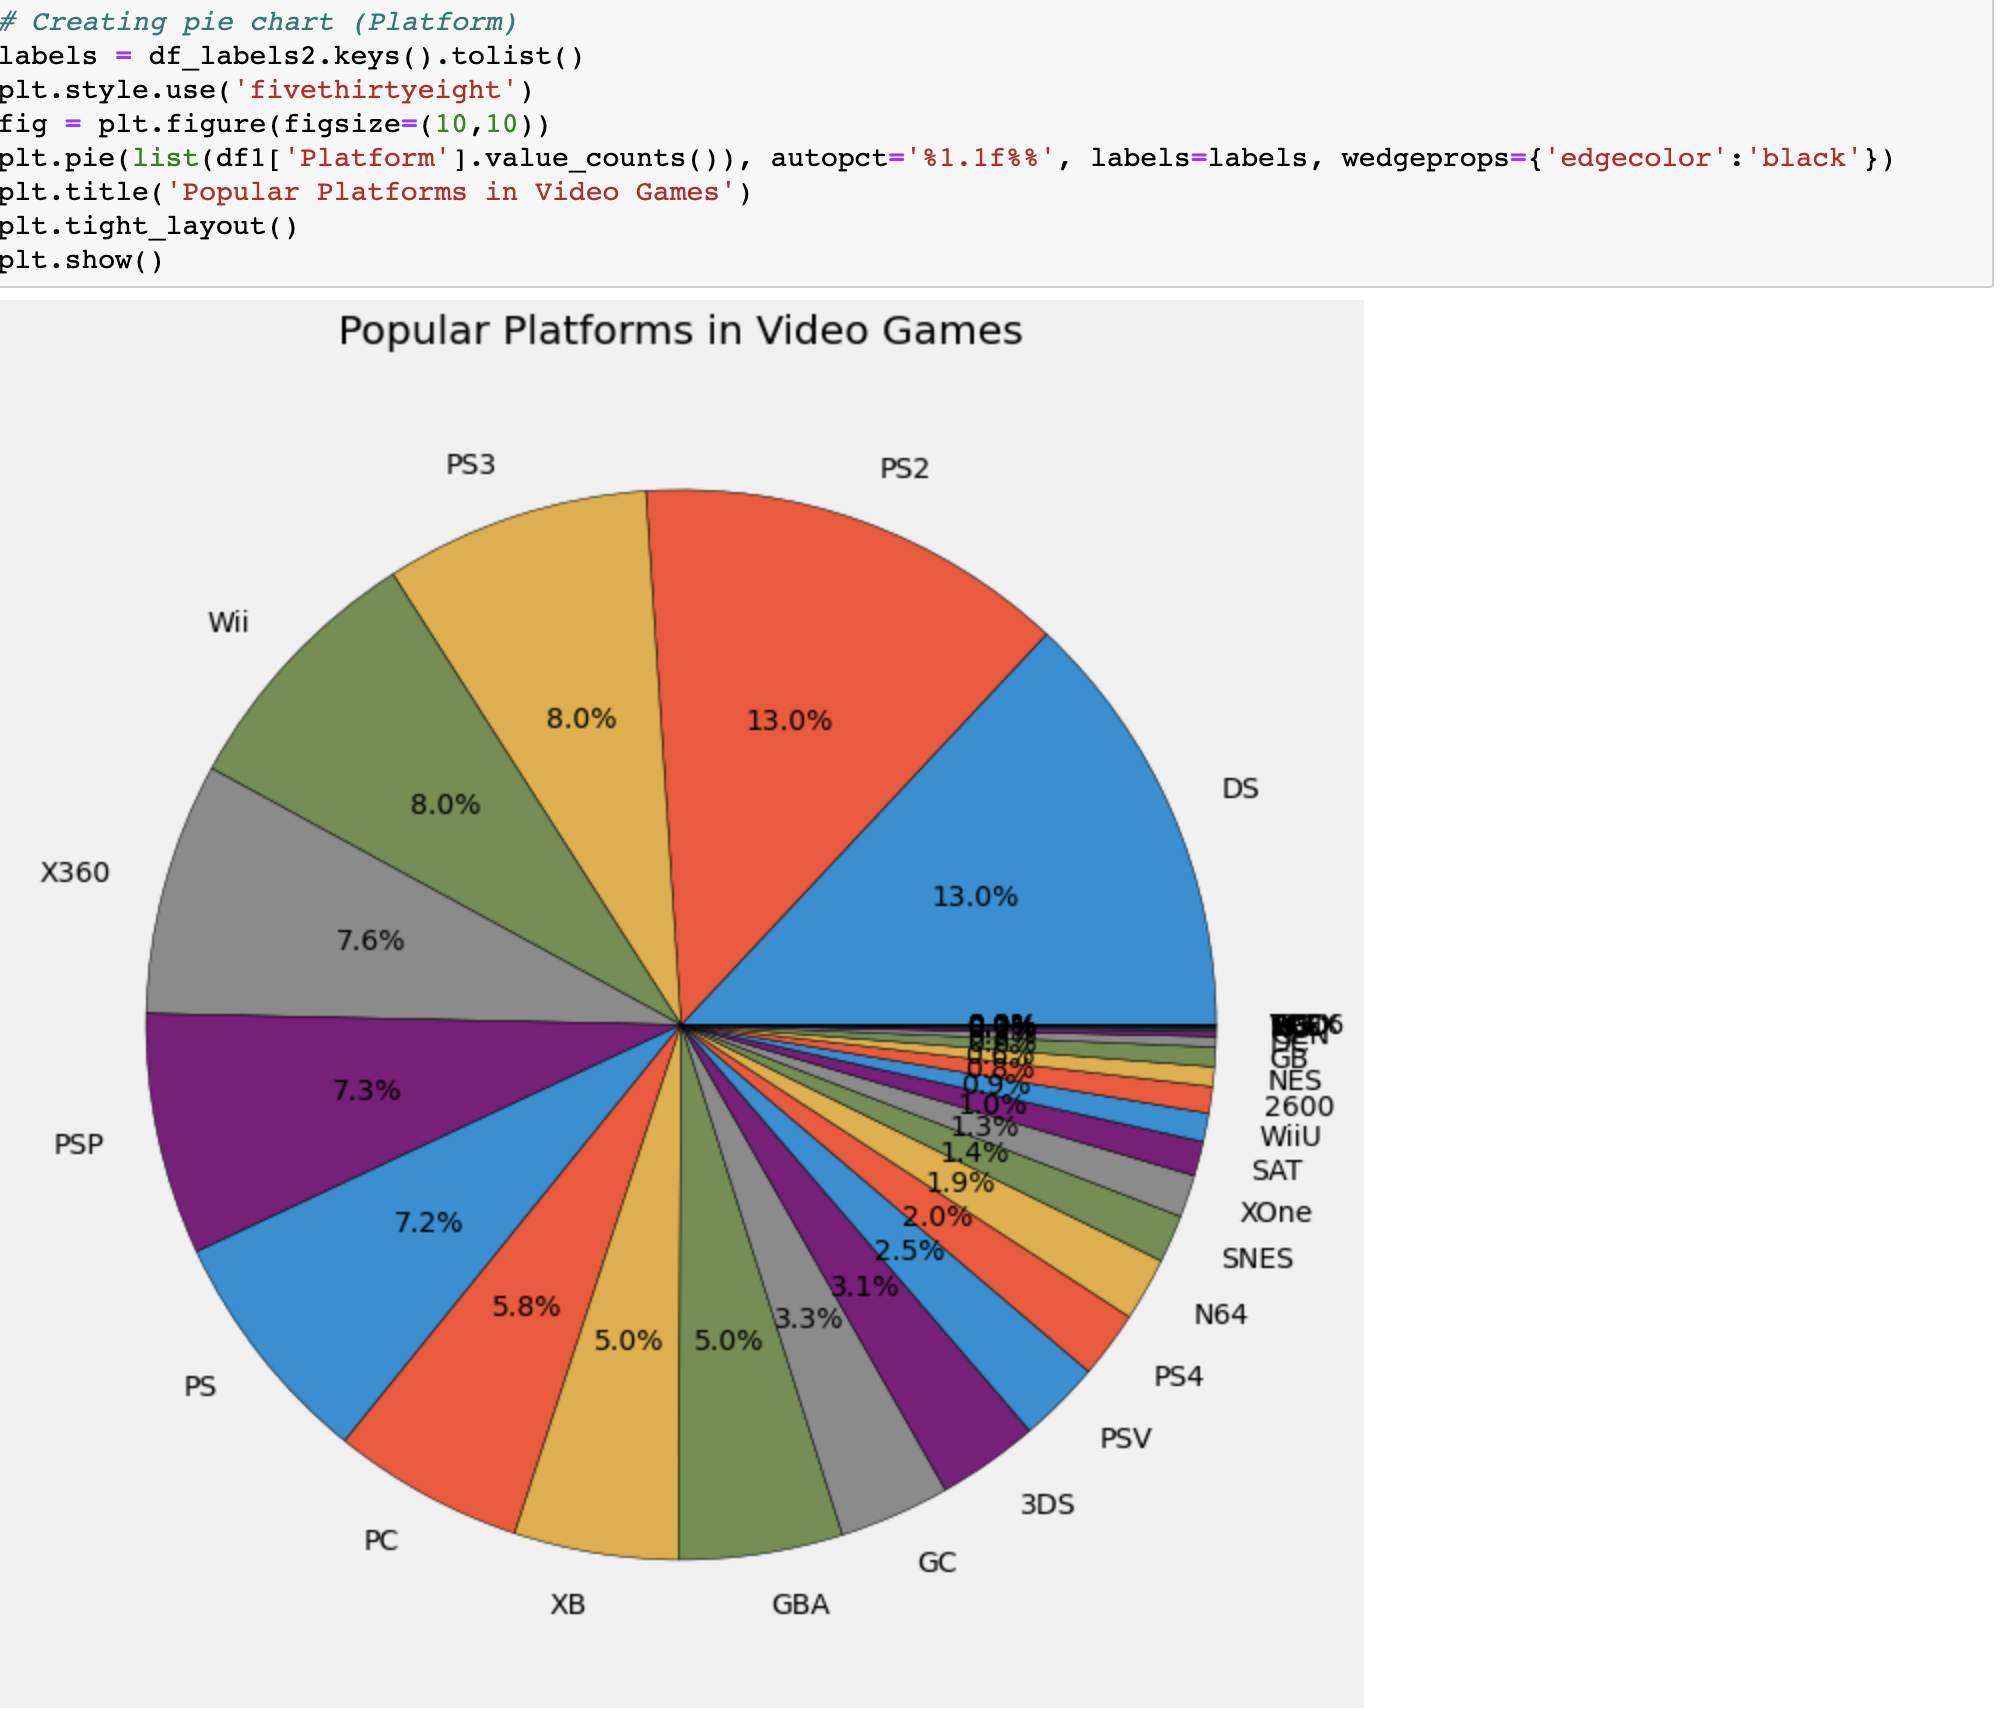 # Creating pie chart (Platform)
labels = df_labels2.keys().tolist()
plt.style.use('fivethirtyeight')
fig = plt.figure(figsize=(10,10))
plt.pie(list(df1['Platform'].value_counts()), autopct='%1.1f%%', labels=labels, wedgeprops={'edgecolor':'black'})
plt.title('Popular Platforms in Video Games')
plt.tight_layout()
plt.show()
Popular Platforms in Video Games
PS3
PS2
Wii
8.0%
13.0%
DS
8.0%
X360
13.0%
7.6%
GB
NES
0.9%
7.3%
1.0%
2600
1.3%
WiiU
PSP
1.4%
SAT
1.9%
XOne
7.2%
2.0%
2.5%
SNES
3.1%
5.8%
3.3%
N64
5.0%
5.0%
PS4
PS
PSV
3DS
PC
GC
XB
GBA